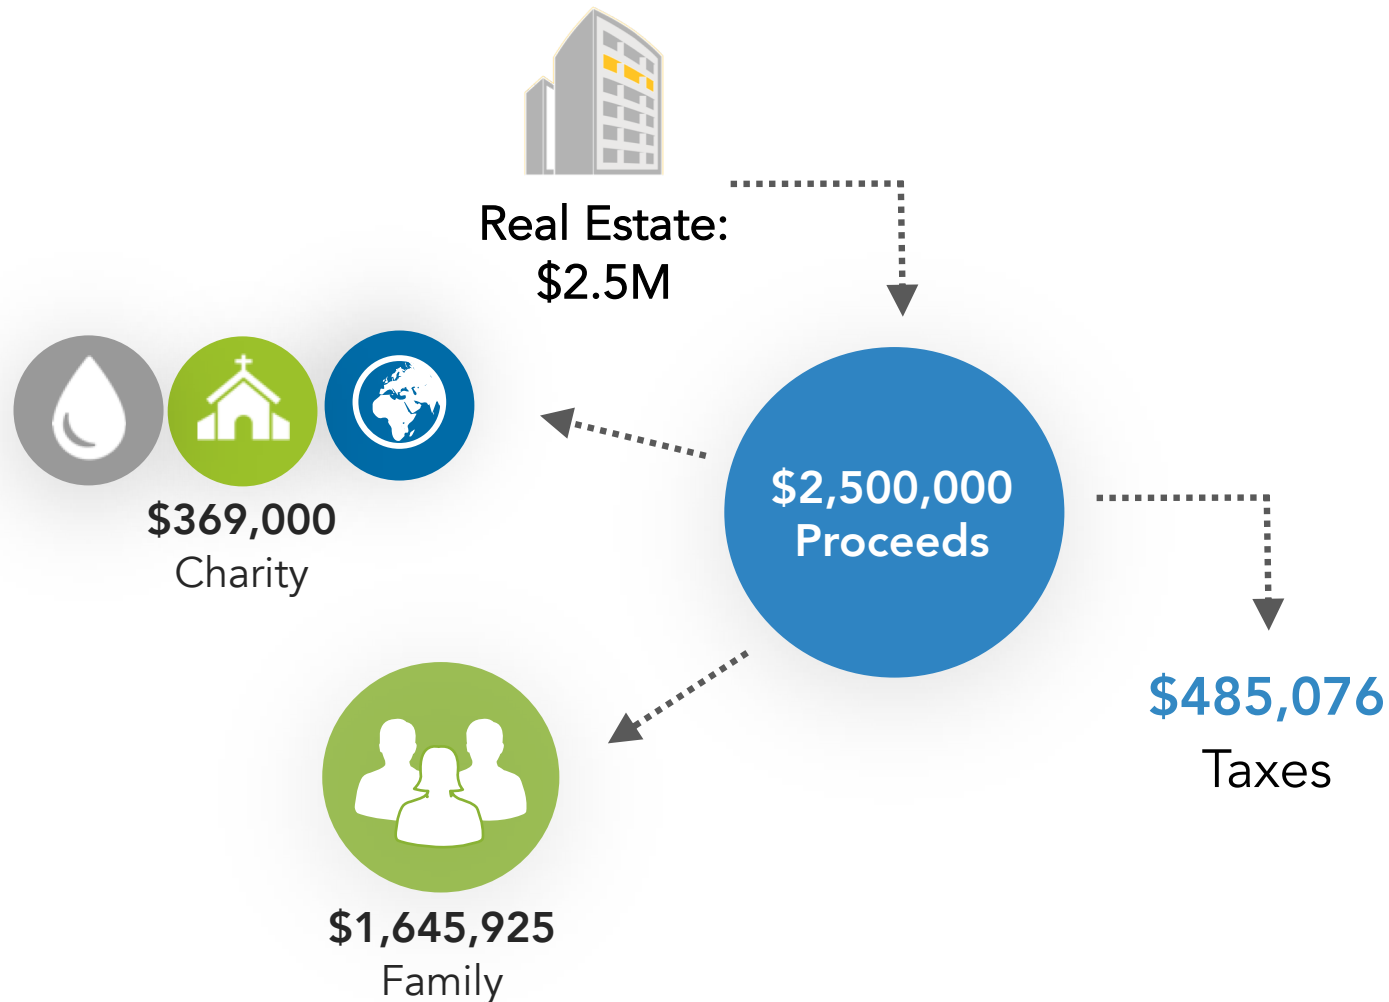 Real Estate:
$2.5M
$2,500,000
Proceeds
$369,000
Charity
$485,076
Taxes
$1,645,925
Family